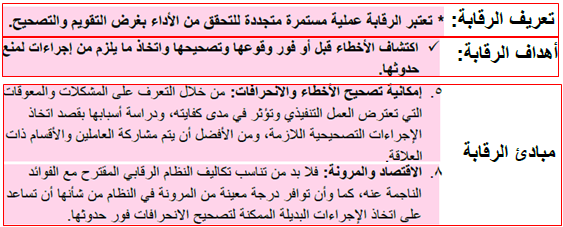 تعريف الرقابة: * تعتبر الرقابة عملية مستمرة متجددة للتحقق من الأداء بغرض التقويم والتصحيح.
أهداف الرقابة: ✓ اكتشاف الأخطاء قبل أو فور وقوعها وتصحيحها واتخاذ ما يلزم من إجراءات لمنع
حدوثها.
مبادئ الرقابة
٥. إمكانية تصحيح الأخطاء والانحرافات: من خلال التعرف على المشكلات والمعوقات
التي تعترض العمل التنفيذي وتؤثر في مدى كفايته، ودراسة أسبابها بقصد اتخاذ
الإجراءات التصحيحية اللازمة، ومن الأفضل أن يتم مشاركة العاملين والأقسام ذات
العلاقة.
٨. الاقتصاد والمرونة: فلا بد من تناسب تكاليف النظام الرقابي المقترح مع الفوائد
الناجمة عنه، كما وأن توافر درجة معينة من المرونة في النظام من شأنها أن تساعد
على اتخاذ الإجراءات البديلة الممكنة لتصحيح الانحرافات فور حدوثها.